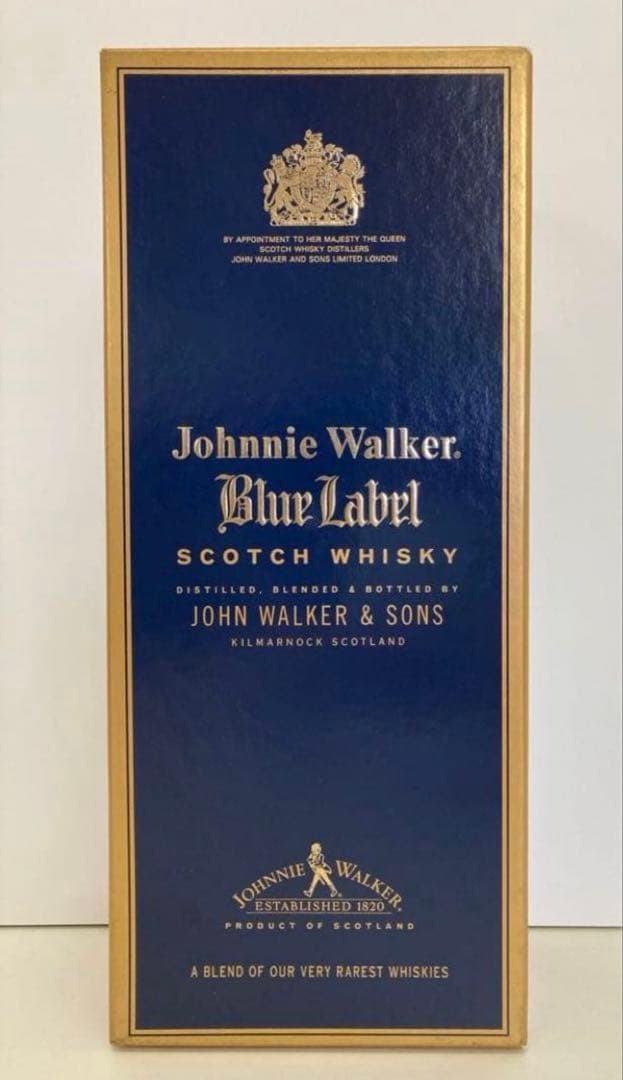 BY APPOINTMENT TO HER MAJESTY THE QUEEN
SCOTCH WHISKY DISTILLERS
JOHN WALKER AND SONS LIMITED LONDON
Johnnie Walker.
Blue Label
SCOTCH WHISKY
DISTILLED, BLENDED & BOTTLED BY
JOHN WALKER & SONS
KILMARNOCK SCOTLAND
JOHNNIE WALKER.
ESTABLISHED 1820
PRODUCT OF SCOTLAND
A BLEND OF OUR VERY RAREST WHISKIES